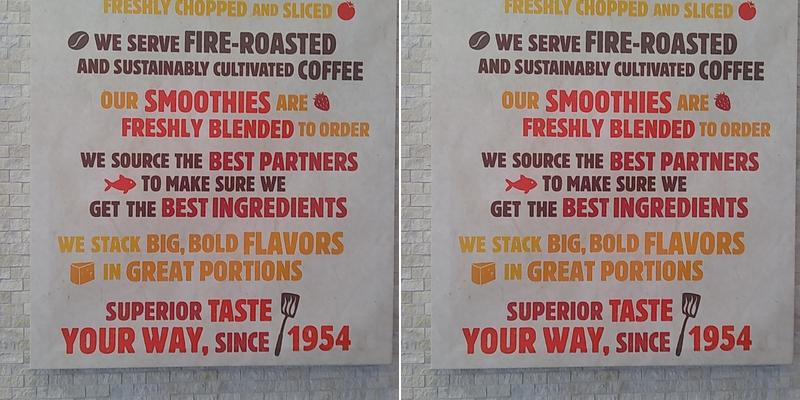 FRESHLY CHOPPED AND SLICED
WE SERVE FIRE-ROASTED
AND SUSTAINABLY CULTIVATED COFFEE
OUR SMOOTHIES ARE
FRESHLY BLENDED TO ORDER
WE SOURCE THE BEST PARTNERS
TO MAKE SURE WE
GET THE BEST INGREDIENTS
WE STACK BIG, BOLD FLAVORS
IN GREAT PORTIONS
SUPERIOR TASTE
YOUR WAY, SINCE 1954
FRESHLY CHOPPED AND SLICED
WE SERVE FIRE-ROASTED
AND SUSTAINABLY CULTIVATED COFFEE
OUR SMOOTHIES ARE
FRESHLY BLENDED TO ORDER
WE SOURCE THE BEST PARTNERS
TO MAKE SURE WE
GET THE BEST INGREDIENTS
WE STACK BIG, BOLD FLAVORS
IN GREAT PORTIONS
SUPERIOR TASTE
YOUR WAY, SINCE 1954